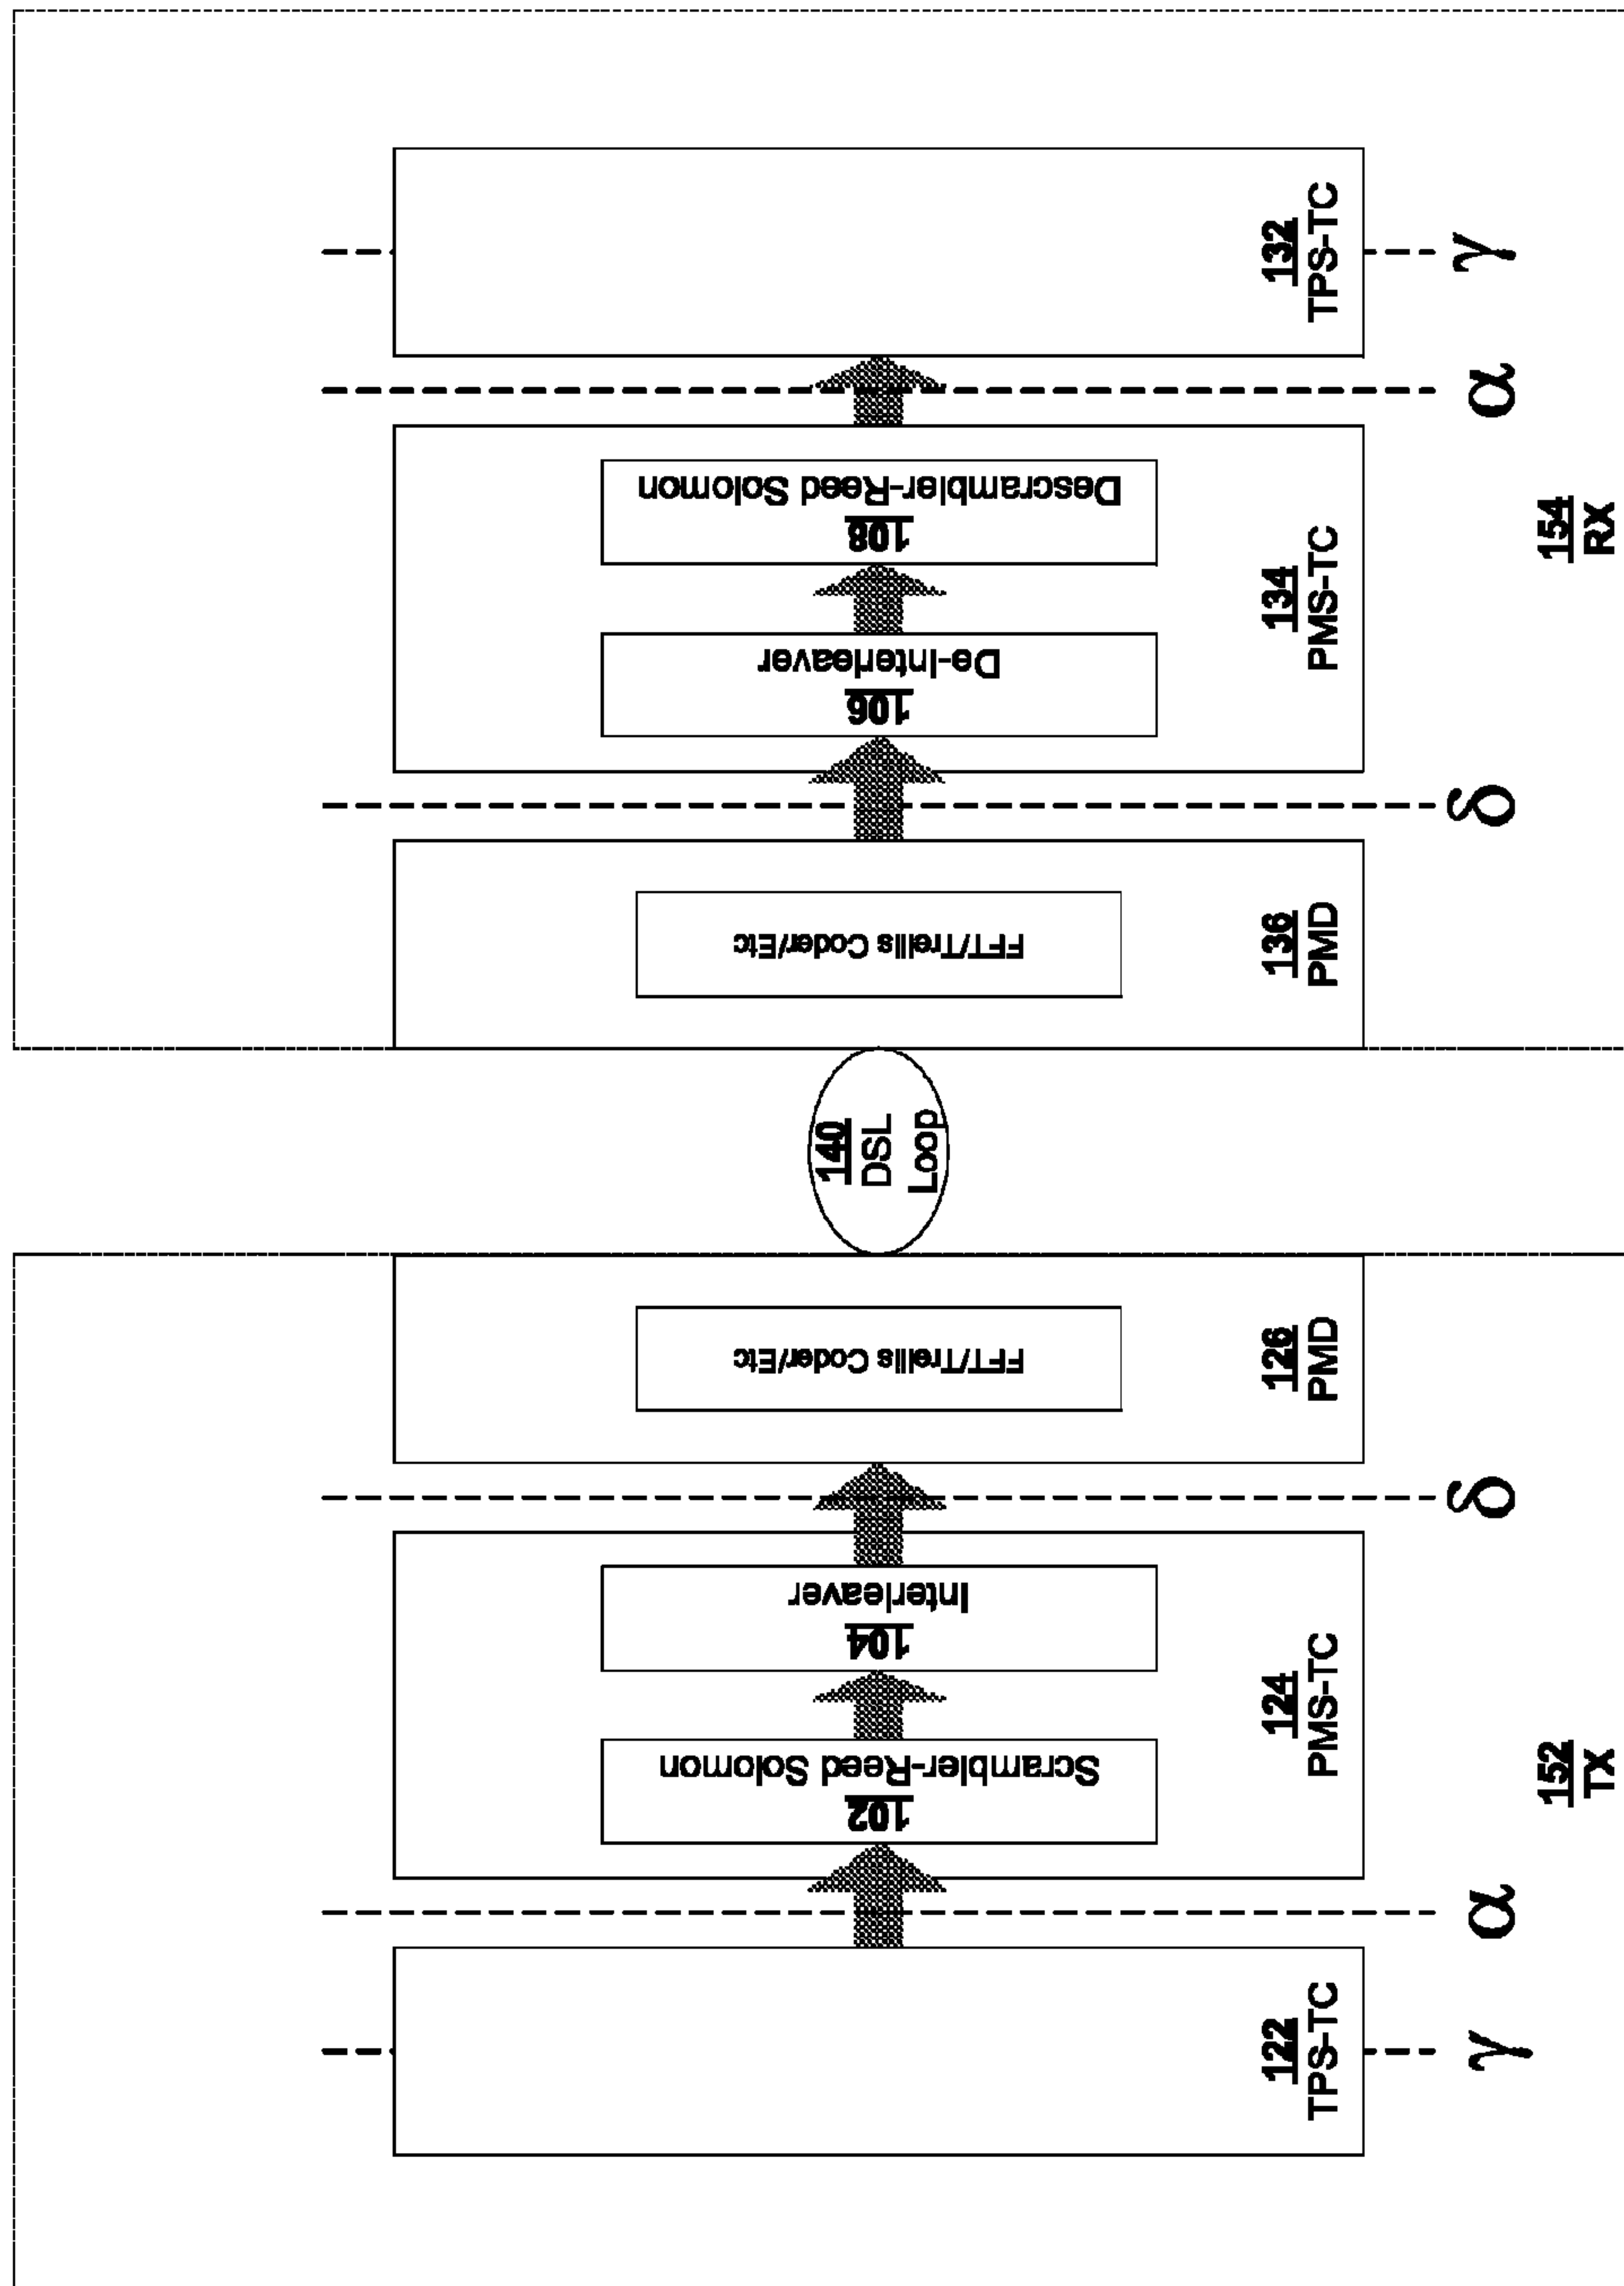 122
TPS-TC
γ
α
102
Scrambler-Reed Solomon
104
Interleaver
124
PMS-TC
δ
FFT/Trellis Coder/Etc
126
PMD
152
TX
140
DSL
Loop
FFT/Trellis Coder/Etc
136
PMD
δ
106
De-Interleaver
108
Descrambler-Reed Solomon
134
PMS-TC
α
132
TPS-TC
γ
154
RX